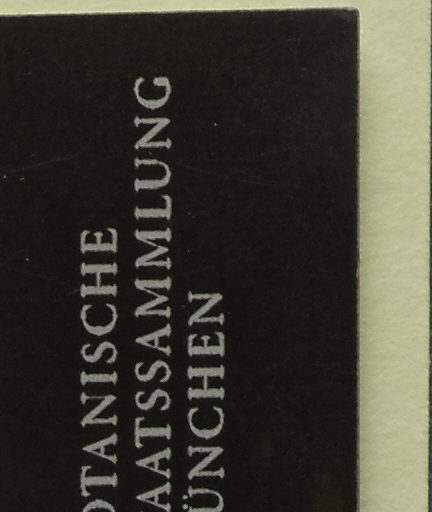 OTANISCHE
AATSSAMMLUNG
ÜNCHEN